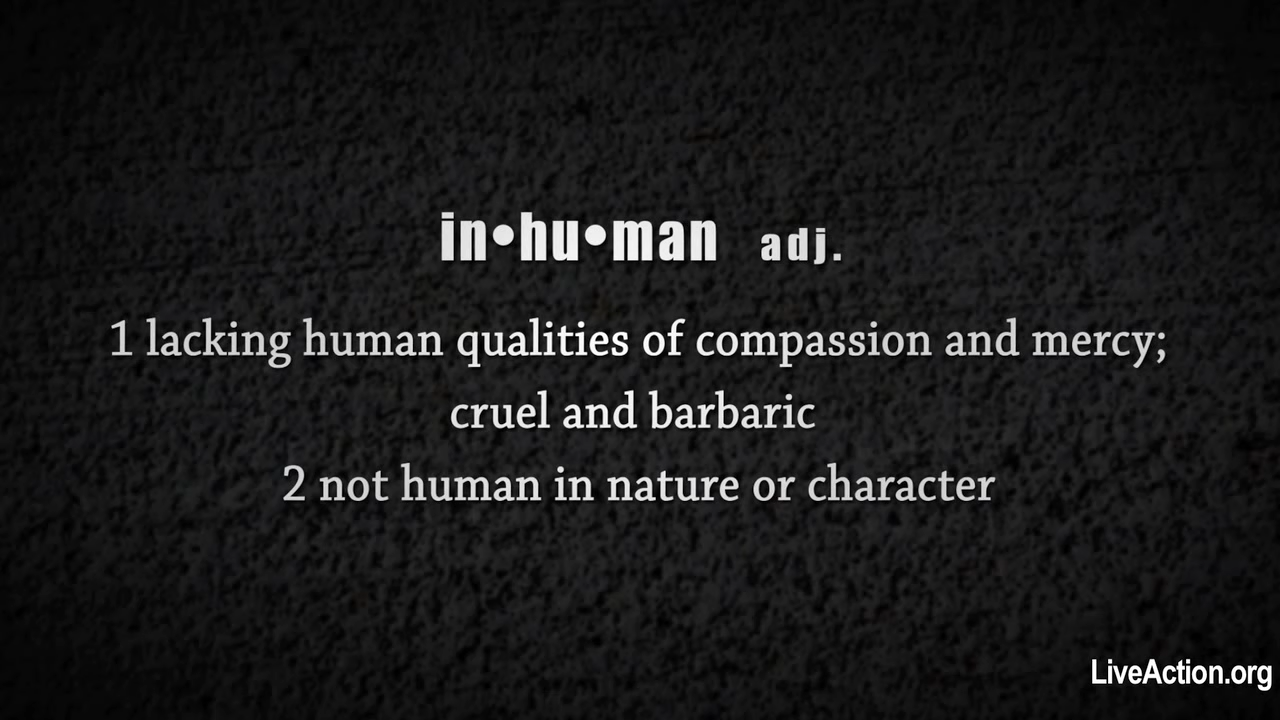 in•hu•man adj.
1 lacking human qualities of compassion and mercy;
cruel and barbaric
2 not human in nature or character
LiveAction.org